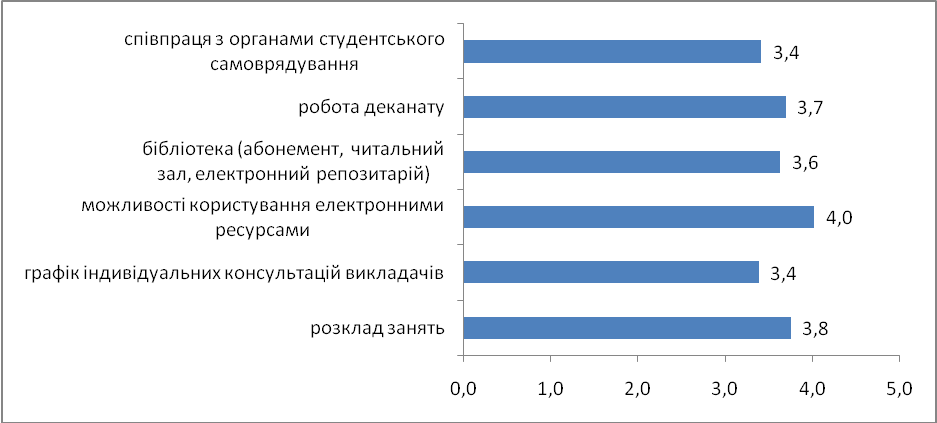 співпраця з органами студентського
самоврядування
3,4
робота деканату
3,7
бібліотека (абонемент, читальний
зал, електронний репозитарій)
3,6
можливості користування електронними
ресурсами
4,0
графік індивідуальних консультацій викладачів
3,4
розклад занять
3,8
0,0 1,0 2,0 3,0 4,0 5,0